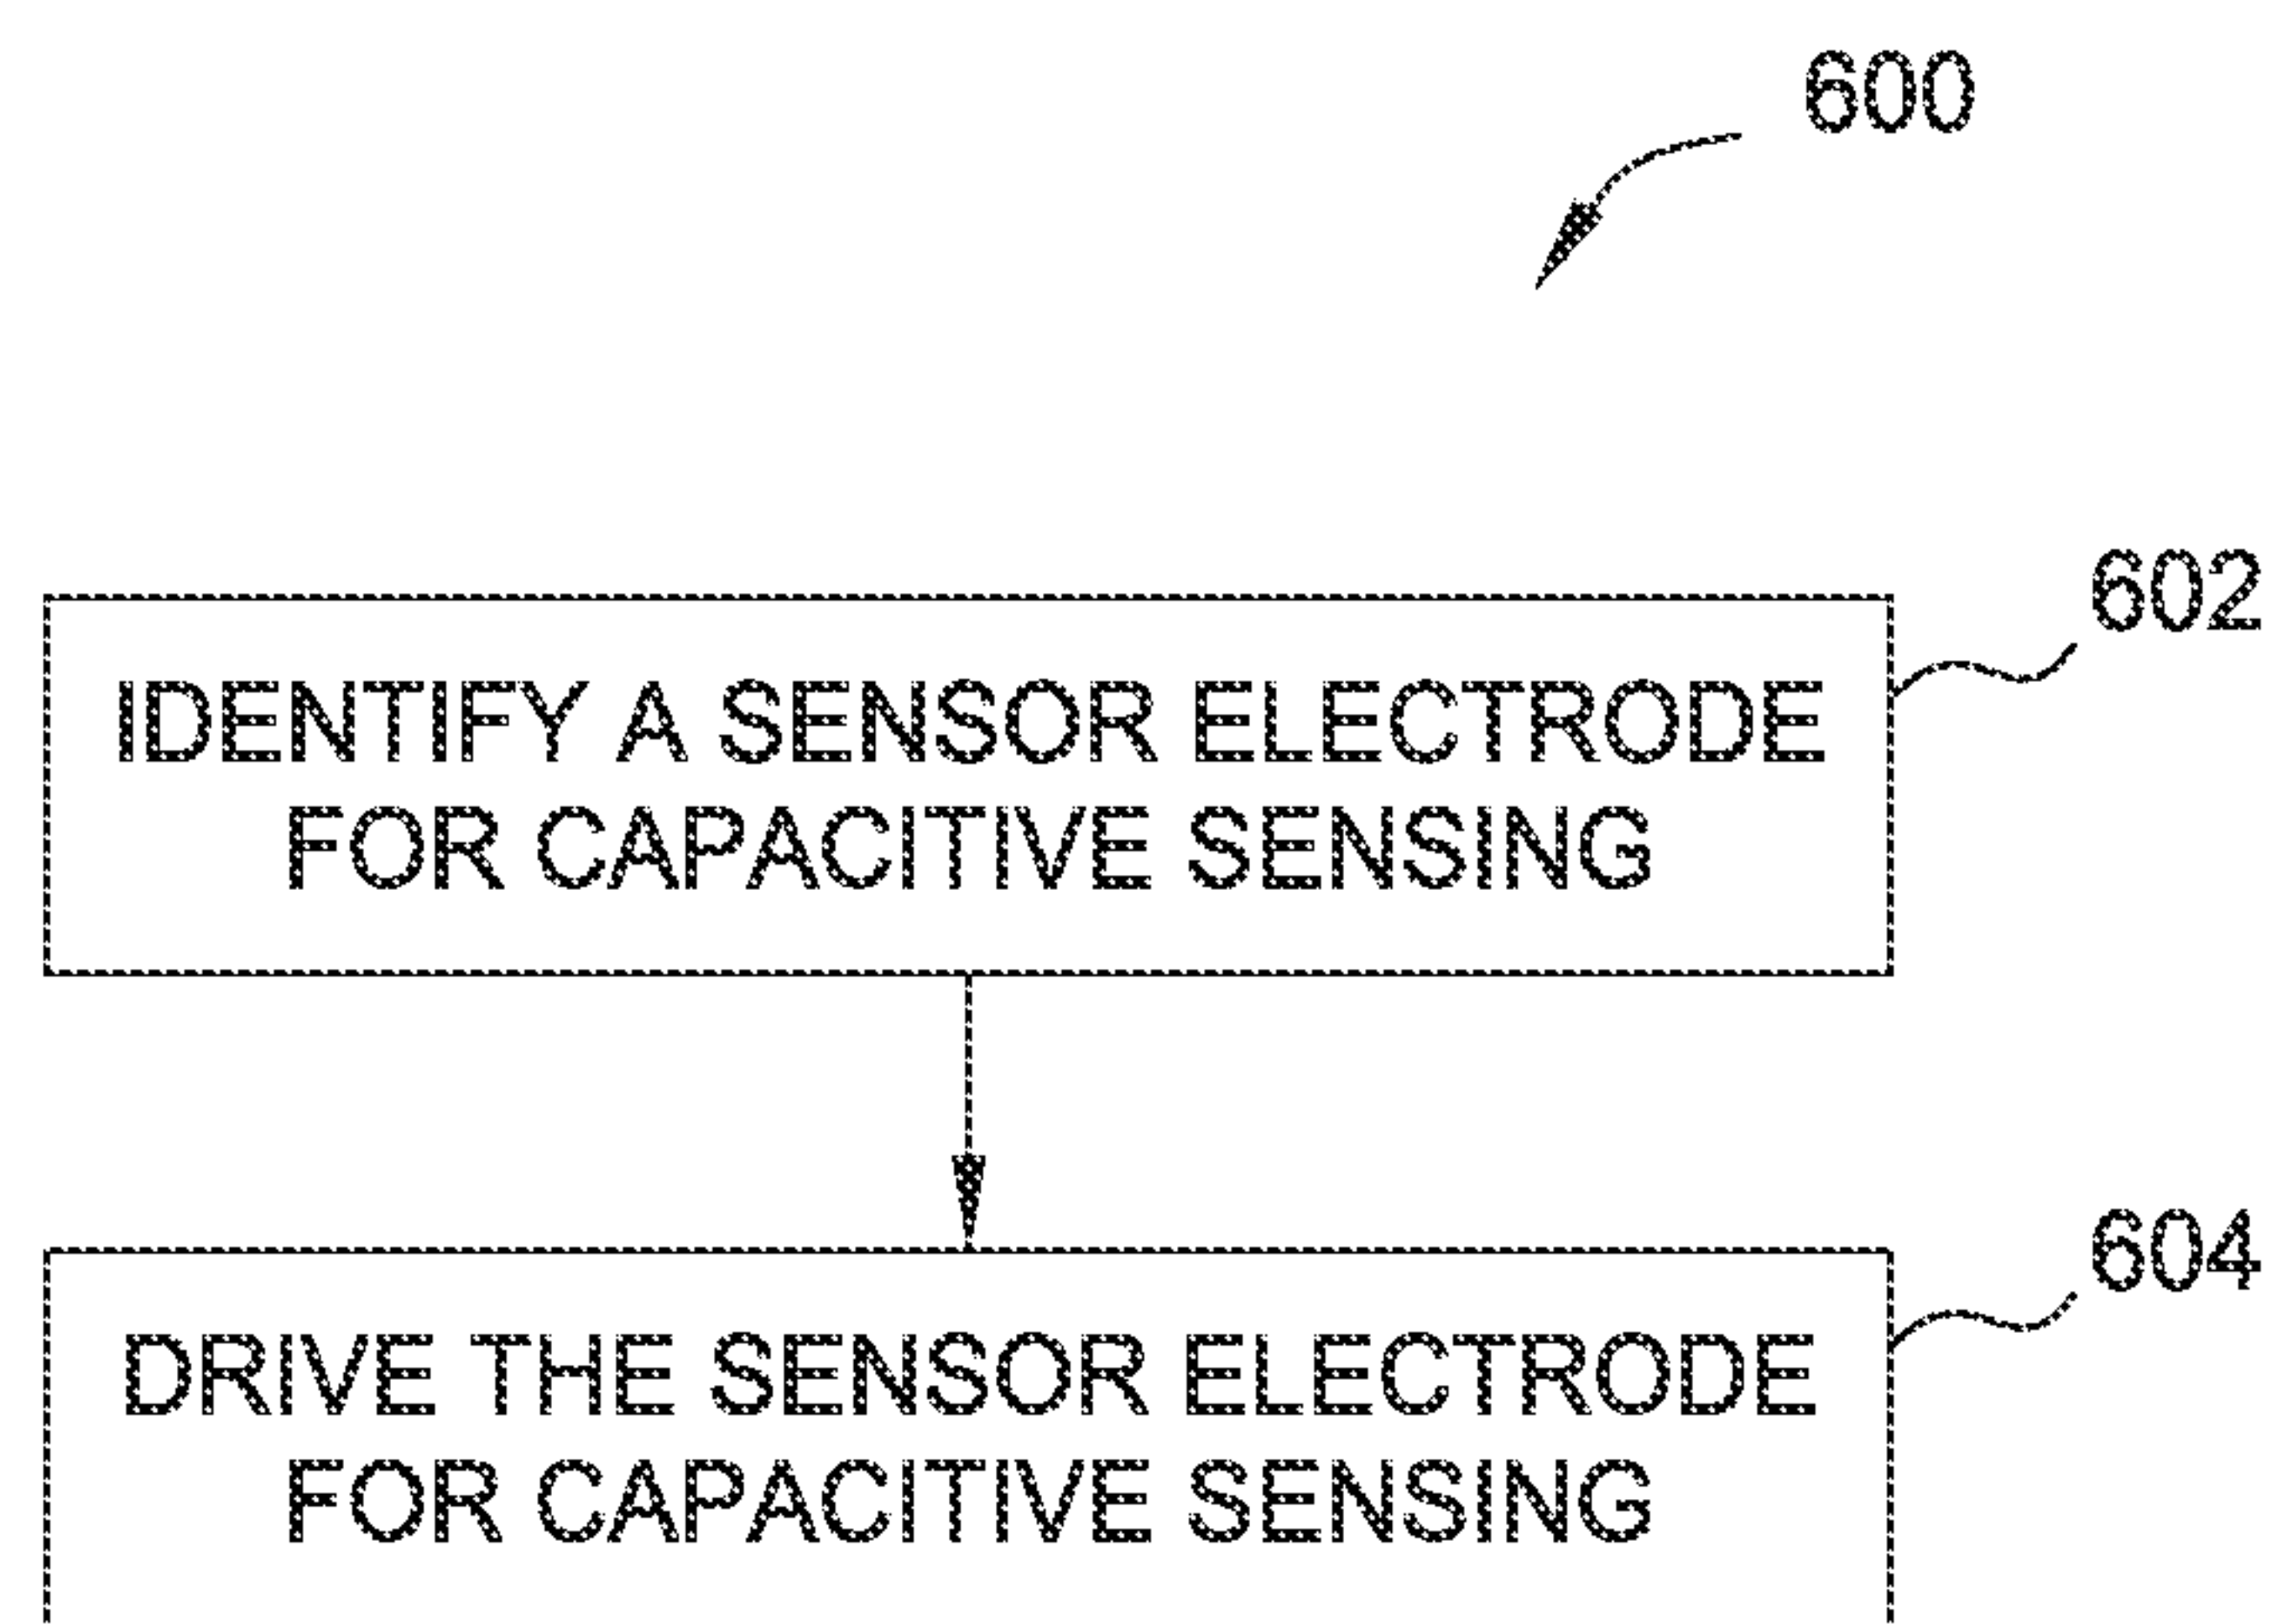 600
602
IDENTIFY A SENSOR ELECTRODE
FOR CAPACITIVE SENSING
604
DRIVE THE SENSOR ELECTRODE
FOR CAPACITIVE SENSING